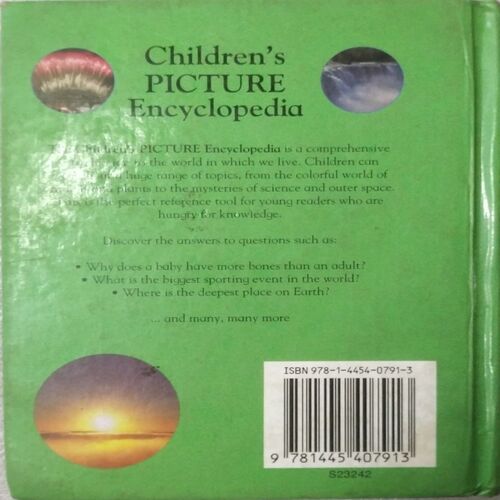 Children's
PICTURE
Encyclopedia
Children's PICTURE Encyclopedia is a comprehensive
to the world in which we live. Children can
a huge range of topics, from the colorful world of
plants to the mysteries of science and outer space.
is the perfect reference tool for young readers who are
hungry for knowledge.
Discover the answers to questions such as:
• Why does a baby have more bones than an adult?
• What is the biggest sporting event in the world?
• Where is the deepest place on Earth?
... and many, many more
ISBN 978-1-4454-0791-3
9 781445 407913
S23242